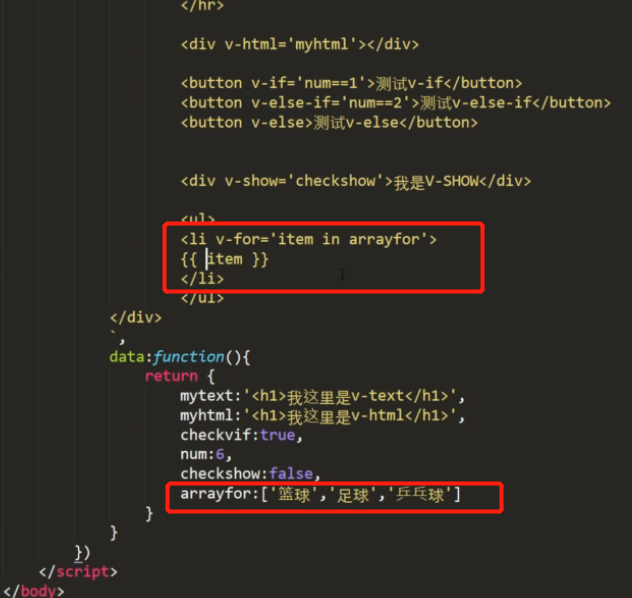 </hr>
<div v-html='myhtml'></div>
<button v-if='num==1'>测试v-if</button>
<button v-else-if='num==2'>测试v-else-if</button>
<button v-else>测试v-else</button>
<div v-show='checkshow'>我是V-SHOW</div>
<ul>
<li v-for='item in arrayfor'>
{{ item }}
</li>
</ul>
</div>
`,
data:function(){
return {
mytext:'<h1>我这里是v-text</h1>',
myhtml:'<h1>我这里是v-html</h1>',
checkvif:true,
num:6,
checkshow:false,
arrayfor:['篮球','足球','乒乓球']
}
}
})
</script>
</body>